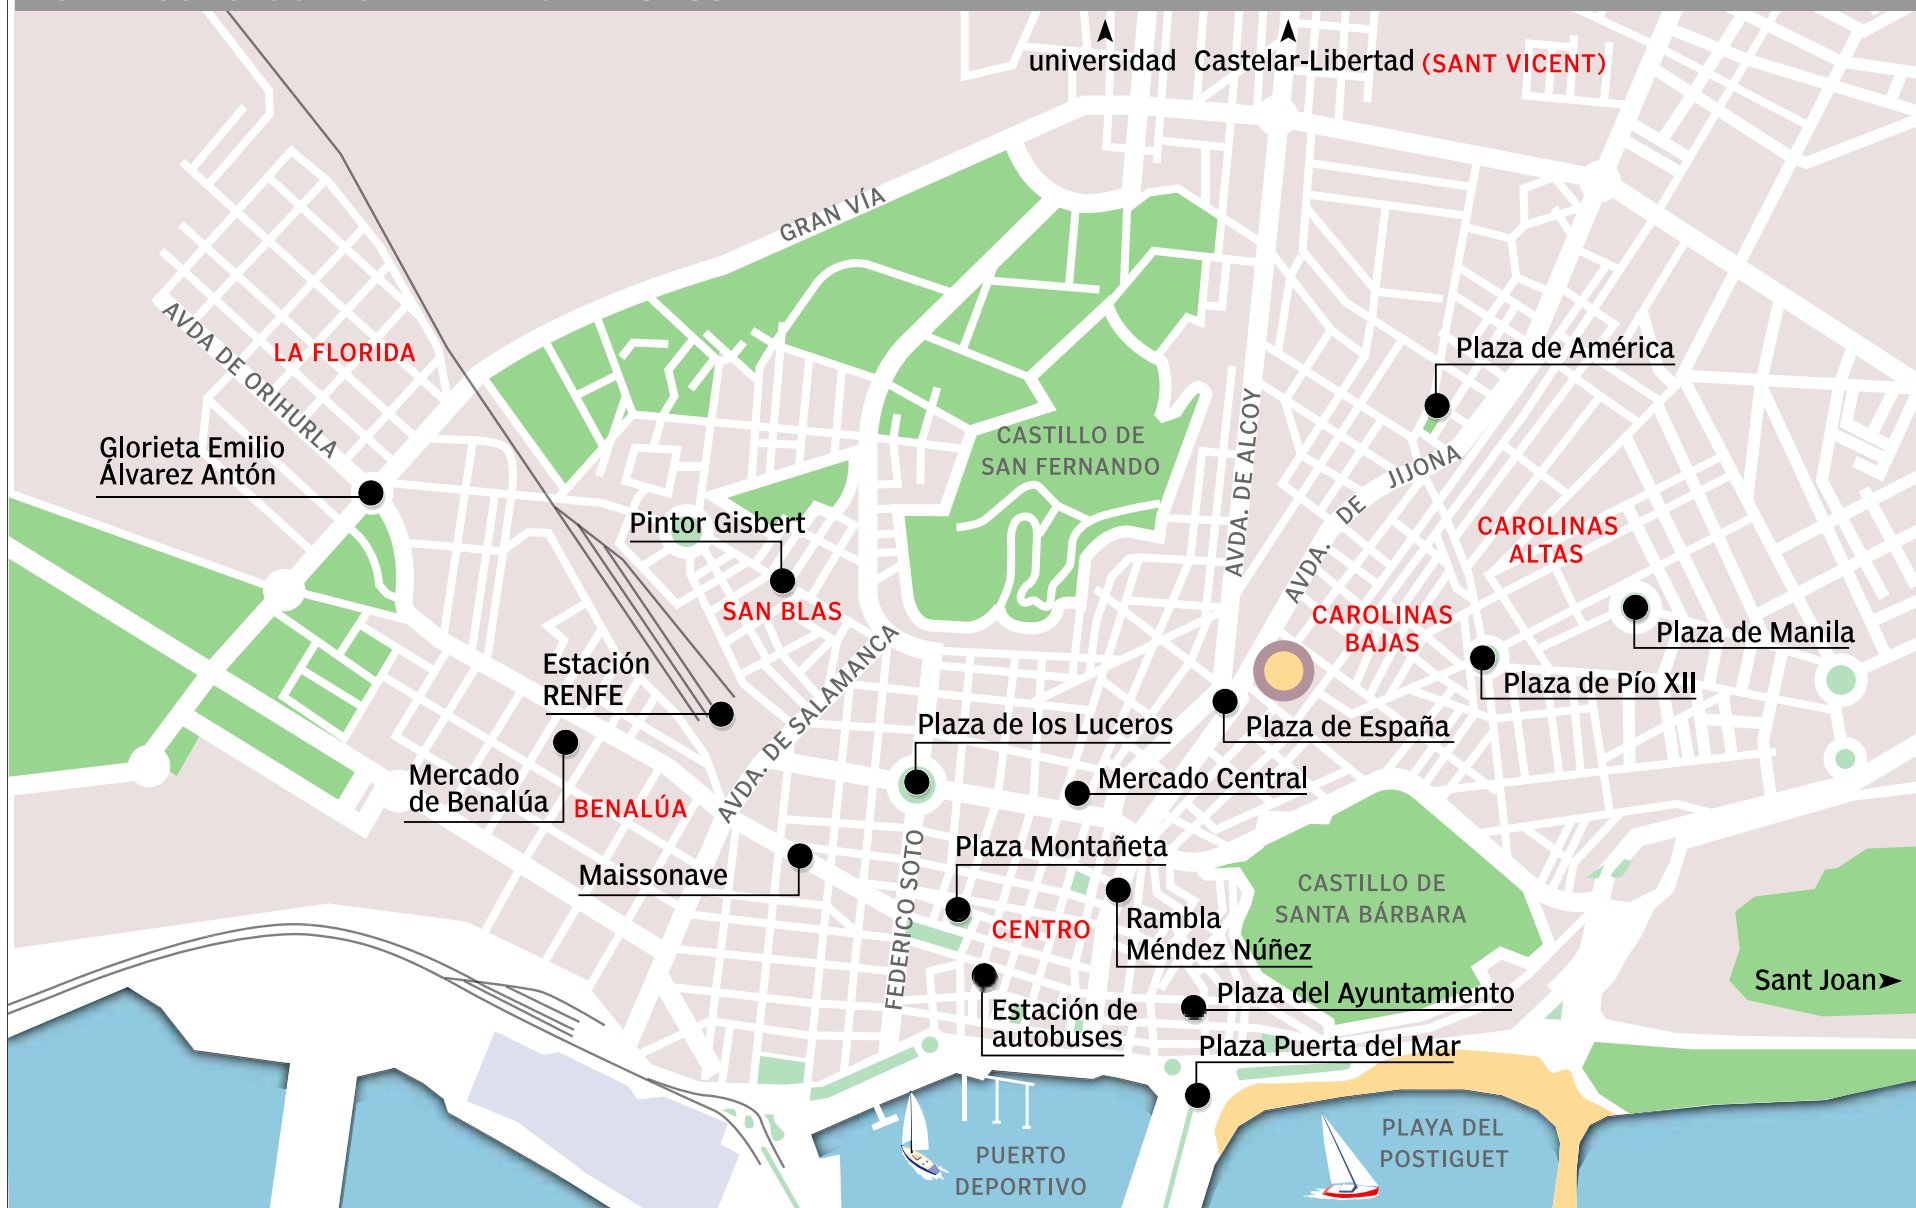 universidad
Castelar-Libertad (SANT VICENT)
GRAN VÍA
AVDA DE ORIHURLA
LA FLORIDA
Plaza de América
Glorieta Emilio
Álvarez Antón
CASTILLO DE
SAN FERNANDO
AVDA. DE ALCOY
AVDA. DE JIJONA
Pintor Gisbert
CAROLINAS
ALTAS
SAN BLAS
CAROLINAS
BAJAS
Plaza de Manila
Estación
RENFE
Plaza de Pío XII
AVDA. DE SALAMANCA
Plaza de los Luceros
Plaza de España
Mercado
de Benalúa
BENALÚA
Mercado Central
Maissonave
Plaza Montañeta
FEDERICO SOTO
CASTILLO DE
SANTA BÁRBARA
CENTRO
Rambla
Méndez Núñez
Sant Joan
Plaza del Ayuntamiento
Estación de
autobuses
Plaza Puerta del Mar
PUERTO
DEPORTIVO
PLAYA DEL
POSTIGUET